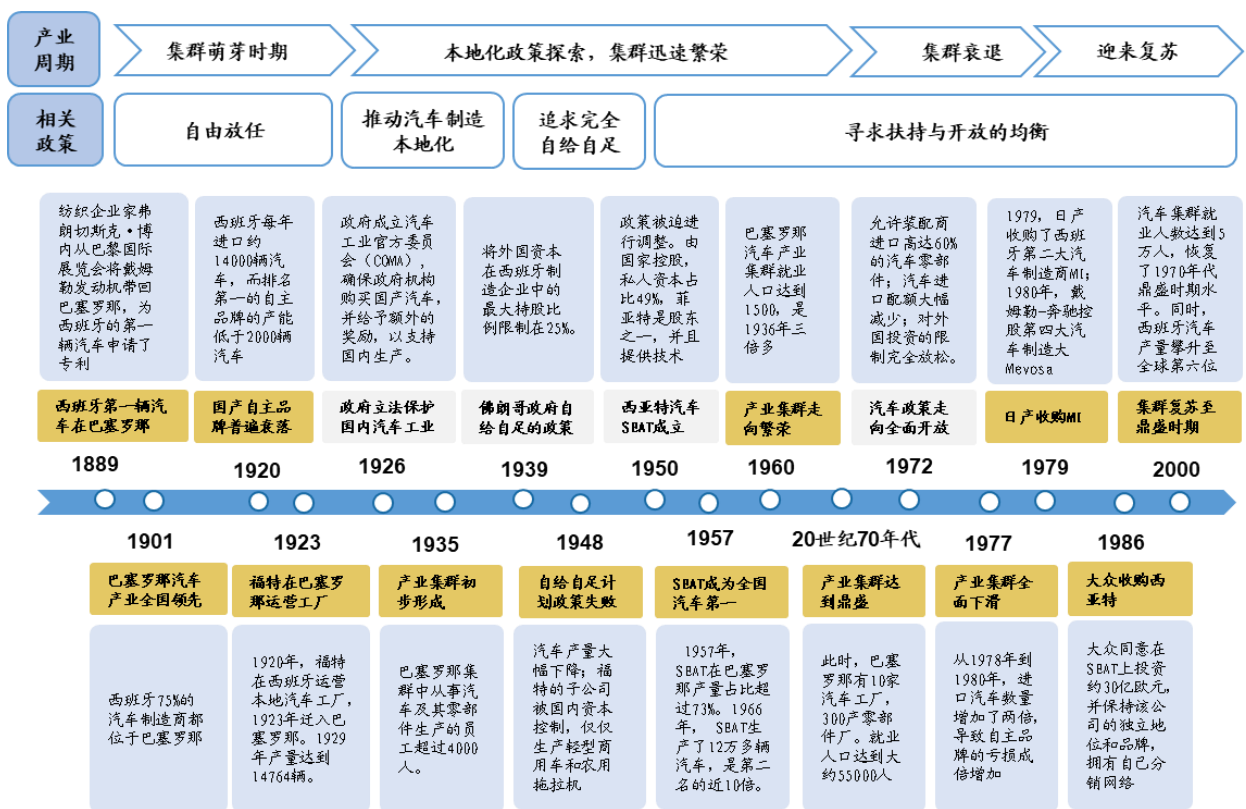 产业
周期
集群萌芽时期
本地化政策探索，集群迅速繁荣
集群衰退
迎来复苏
相关
政策
自由放任
推动汽车制造
本地化
追求完全
自给自足
寻求扶持与开放的均衡
纺织企业家弗
朗切斯克·博
内从巴黎国际
展览会将戴姆
勒发动机带回
巴塞罗那，为
西班牙的第一
辆汽车申请了
专利
西班牙每年
进口约
14000辆汽
车，而排名
第一的自主
品牌的产能
低于2000辆
汽车
政府成立汽车
工业官方委员
会（COMA），
确保政府机构
购买国产汽车，
并给予额外的
奖励，以支持
国内生产。
将外国资本
在西班牙制
造企业中的
最大持股比
例限制在25%。
政策被迫进
行调整。由
国家控股，
私人资本占
比49%，菲
亚特是股东
之一，并且
提供技术
巴塞罗那
汽车产业
集群就业
人口达到
1500，是
1936年三
倍多
允许装配商
进口高达60%
的汽车零部
件；汽车进
口配额大幅
减少；对外
国投资的限
制完全放松。
1979，日产
收购了西班
牙第二大汽
车制造商MI；
1980年，戴
姆勒-奔驰控
股第四大汽
车制造大
Mevosa
汽车集群就
业人数达到5
万人，恢复
了1970年代
鼎盛时期水
平。同时，
西班牙汽车
产量攀升至
全球第六位
西班牙第一辆汽
车在巴塞罗那
国产自主品
牌普遍衰落
政府立法保护
国内汽车工业
佛朗哥政府自
给自足的政策
西亚特汽车
SEAT成立
产业集群走
向繁荣
汽车政策走
向全面开放
日产收购MI
集群复苏至
鼎盛时期
1889
1920
1926
1939
1950
1960
1972
1979
2000
1901
1923
1935
1948
1957
20世纪70年代
1977
1986
巴塞罗那汽车
产业全国领先
福特在巴塞罗
那运营工厂
产业集群初
步形成
自给自足计
划政策失败
SEAT成为全国
汽车第一
产业集群达
到鼎盛
产业集群全
面下滑
大众收购西
亚特
西班牙75%的
汽车制造商都
位于巴塞罗那
1920年，福特
在西班牙运营
本地汽车工厂，
1923年迁入巴
塞罗那。1929
年产量达到
14764辆。
巴塞罗那集
群中从事汽
车及其零部
件生产的员
工超过4000
人。
汽车产量大
幅下降；福
特的子公司
被国内资本
控制，仅仅
生产轻型商
用车和农用
拖拉机
1957年，
SEAT在巴塞罗
那产量占比超
过73%。1966
年， SEAT生
产了12万多辆
汽车，是第二
名的近10倍。
此时，巴塞
罗那有10家
汽车工厂，
300产零部
件厂。就业
人口达到大
约55000人
从1978年到
1980年，进
口汽车数量
增加了两倍，
导致自主品
牌的亏损成
倍增加
大众同意在
SEAT上投资
约30亿欧元，
并保持该公
司的独立地
位和品牌，
拥有自己分
销网络